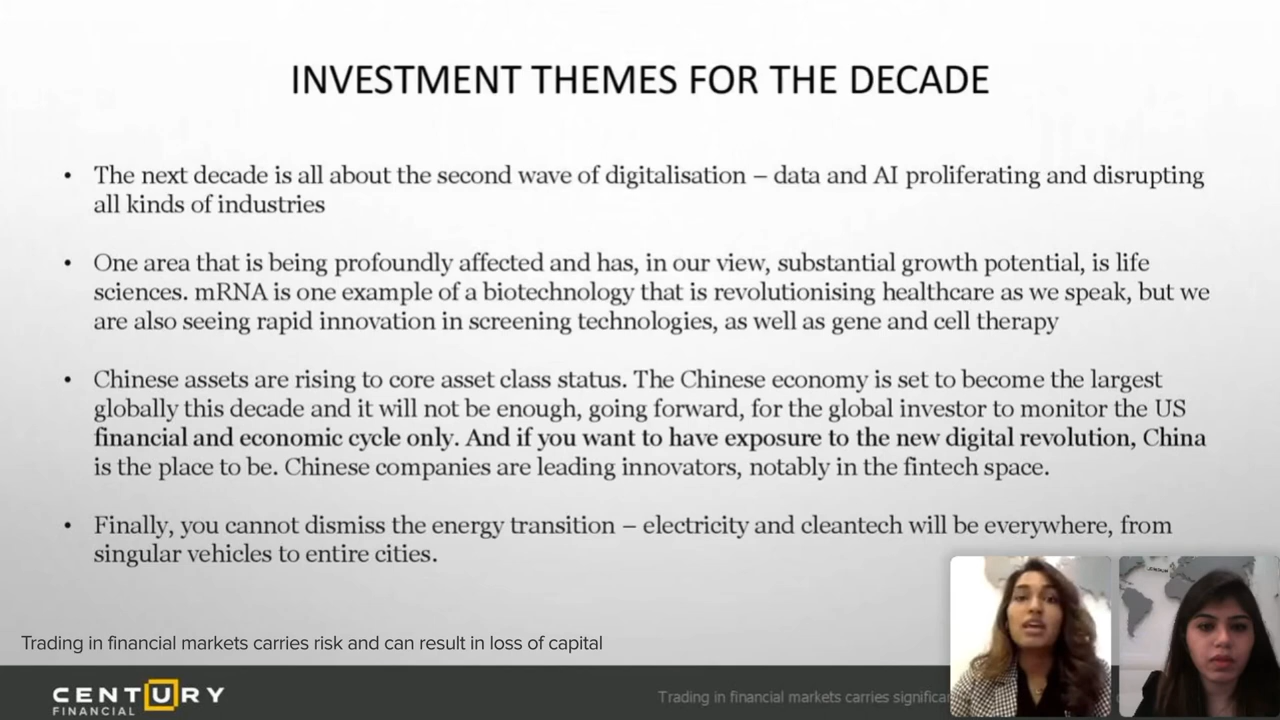 INVESTMENT THEMES FOR THE DECADE
• The next decade is all about the second wave of digitalisation – data and AI proliferating and disrupting
all kinds of industries
• One area that is being profoundly affected and has, in our view, substantial growth potential, is life
sciences. mRNA is one example of a biotechnology that is revolutionising healthcare as we speak, but we
are also seeing rapid innovation in screening technologies, as well as gene and cell therapy
• Chinese assets are rising to core asset class status. The Chinese economy is set to become the largest
globally this decade and it will not be enough, going forward, for the global investor to monitor the US
financial and economic cycle only. And if you want to have exposure to the new digital revolution, China
is the place to be. Chinese companies are leading innovators, notably in the fintech space.
• Finally, you cannot dismiss the energy transition – electricity and cleantech will be everywhere, from
singular vehicles to entire cities.
Trading in financial markets carries risk and can result in loss of capital
CENTURY
FINANCIAL
Trading in financial markets carries